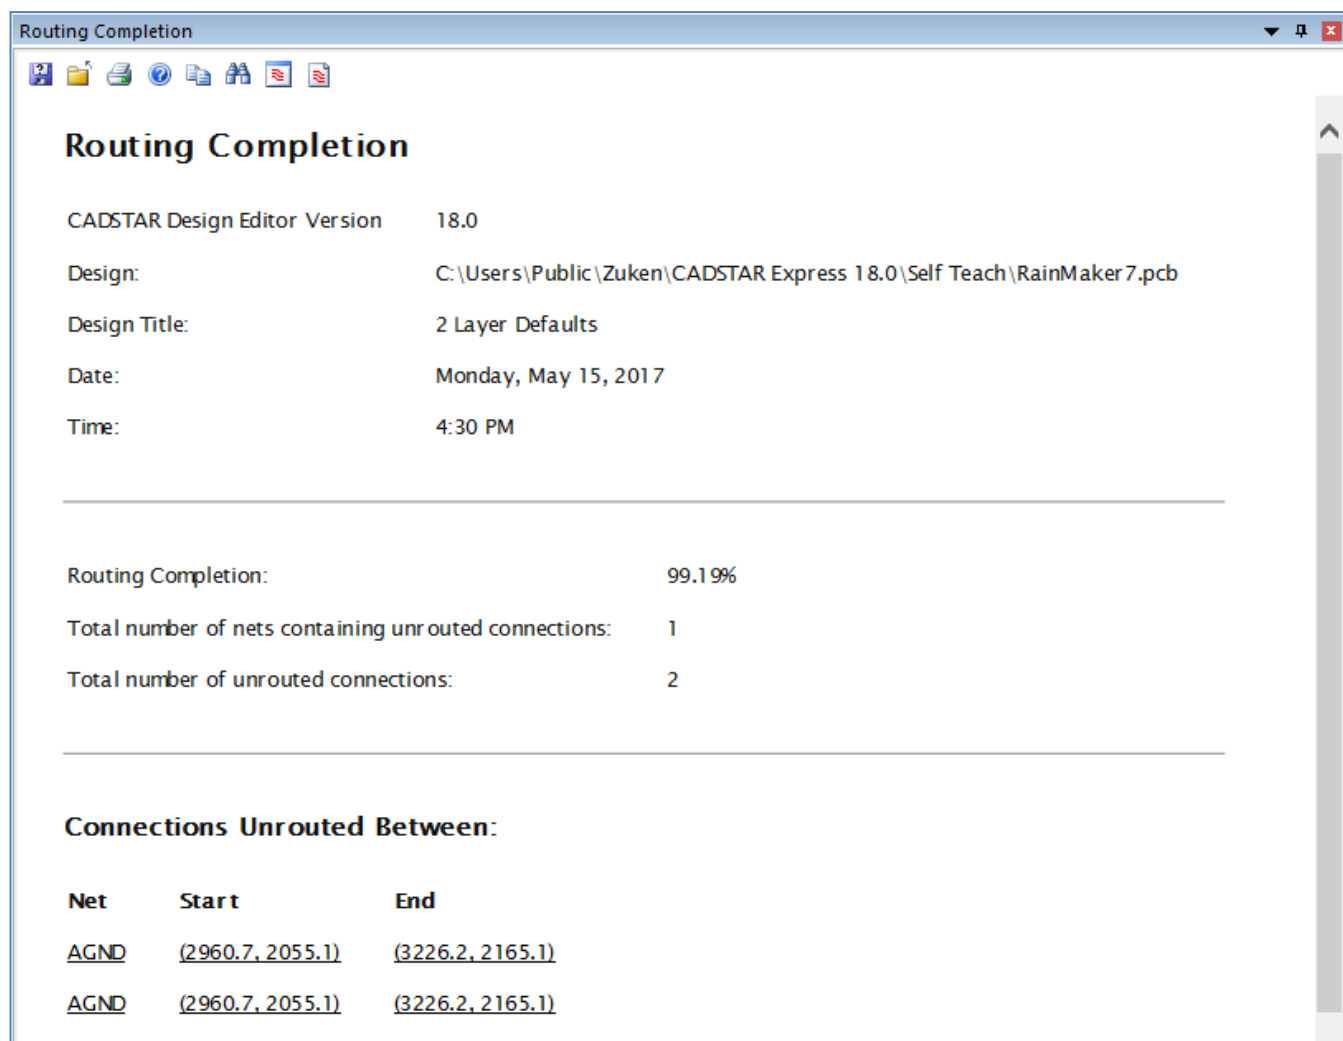 Routing Completion
Routing Completion
CADSTAR Design Editor Version 18.0
Design: C:\Users\Public\Zuken\CADSTAR Express 18.0\Self Teach\RainMaker7.pcb
Design Title: 2 Layer Defaults
Date: Monday, May 15, 2017
Time: 4:30 PM
Routing Completion: 99.19%
Total number of nets containing unrouted connections: 1
Total number of unrouted connections: 2
Connections Unrouted Between:
Net Start End
AGND (2960.7, 2055.1) (3226.2, 2165.1)
AGND (2960.7, 2055.1) (3226.2, 2165.1)